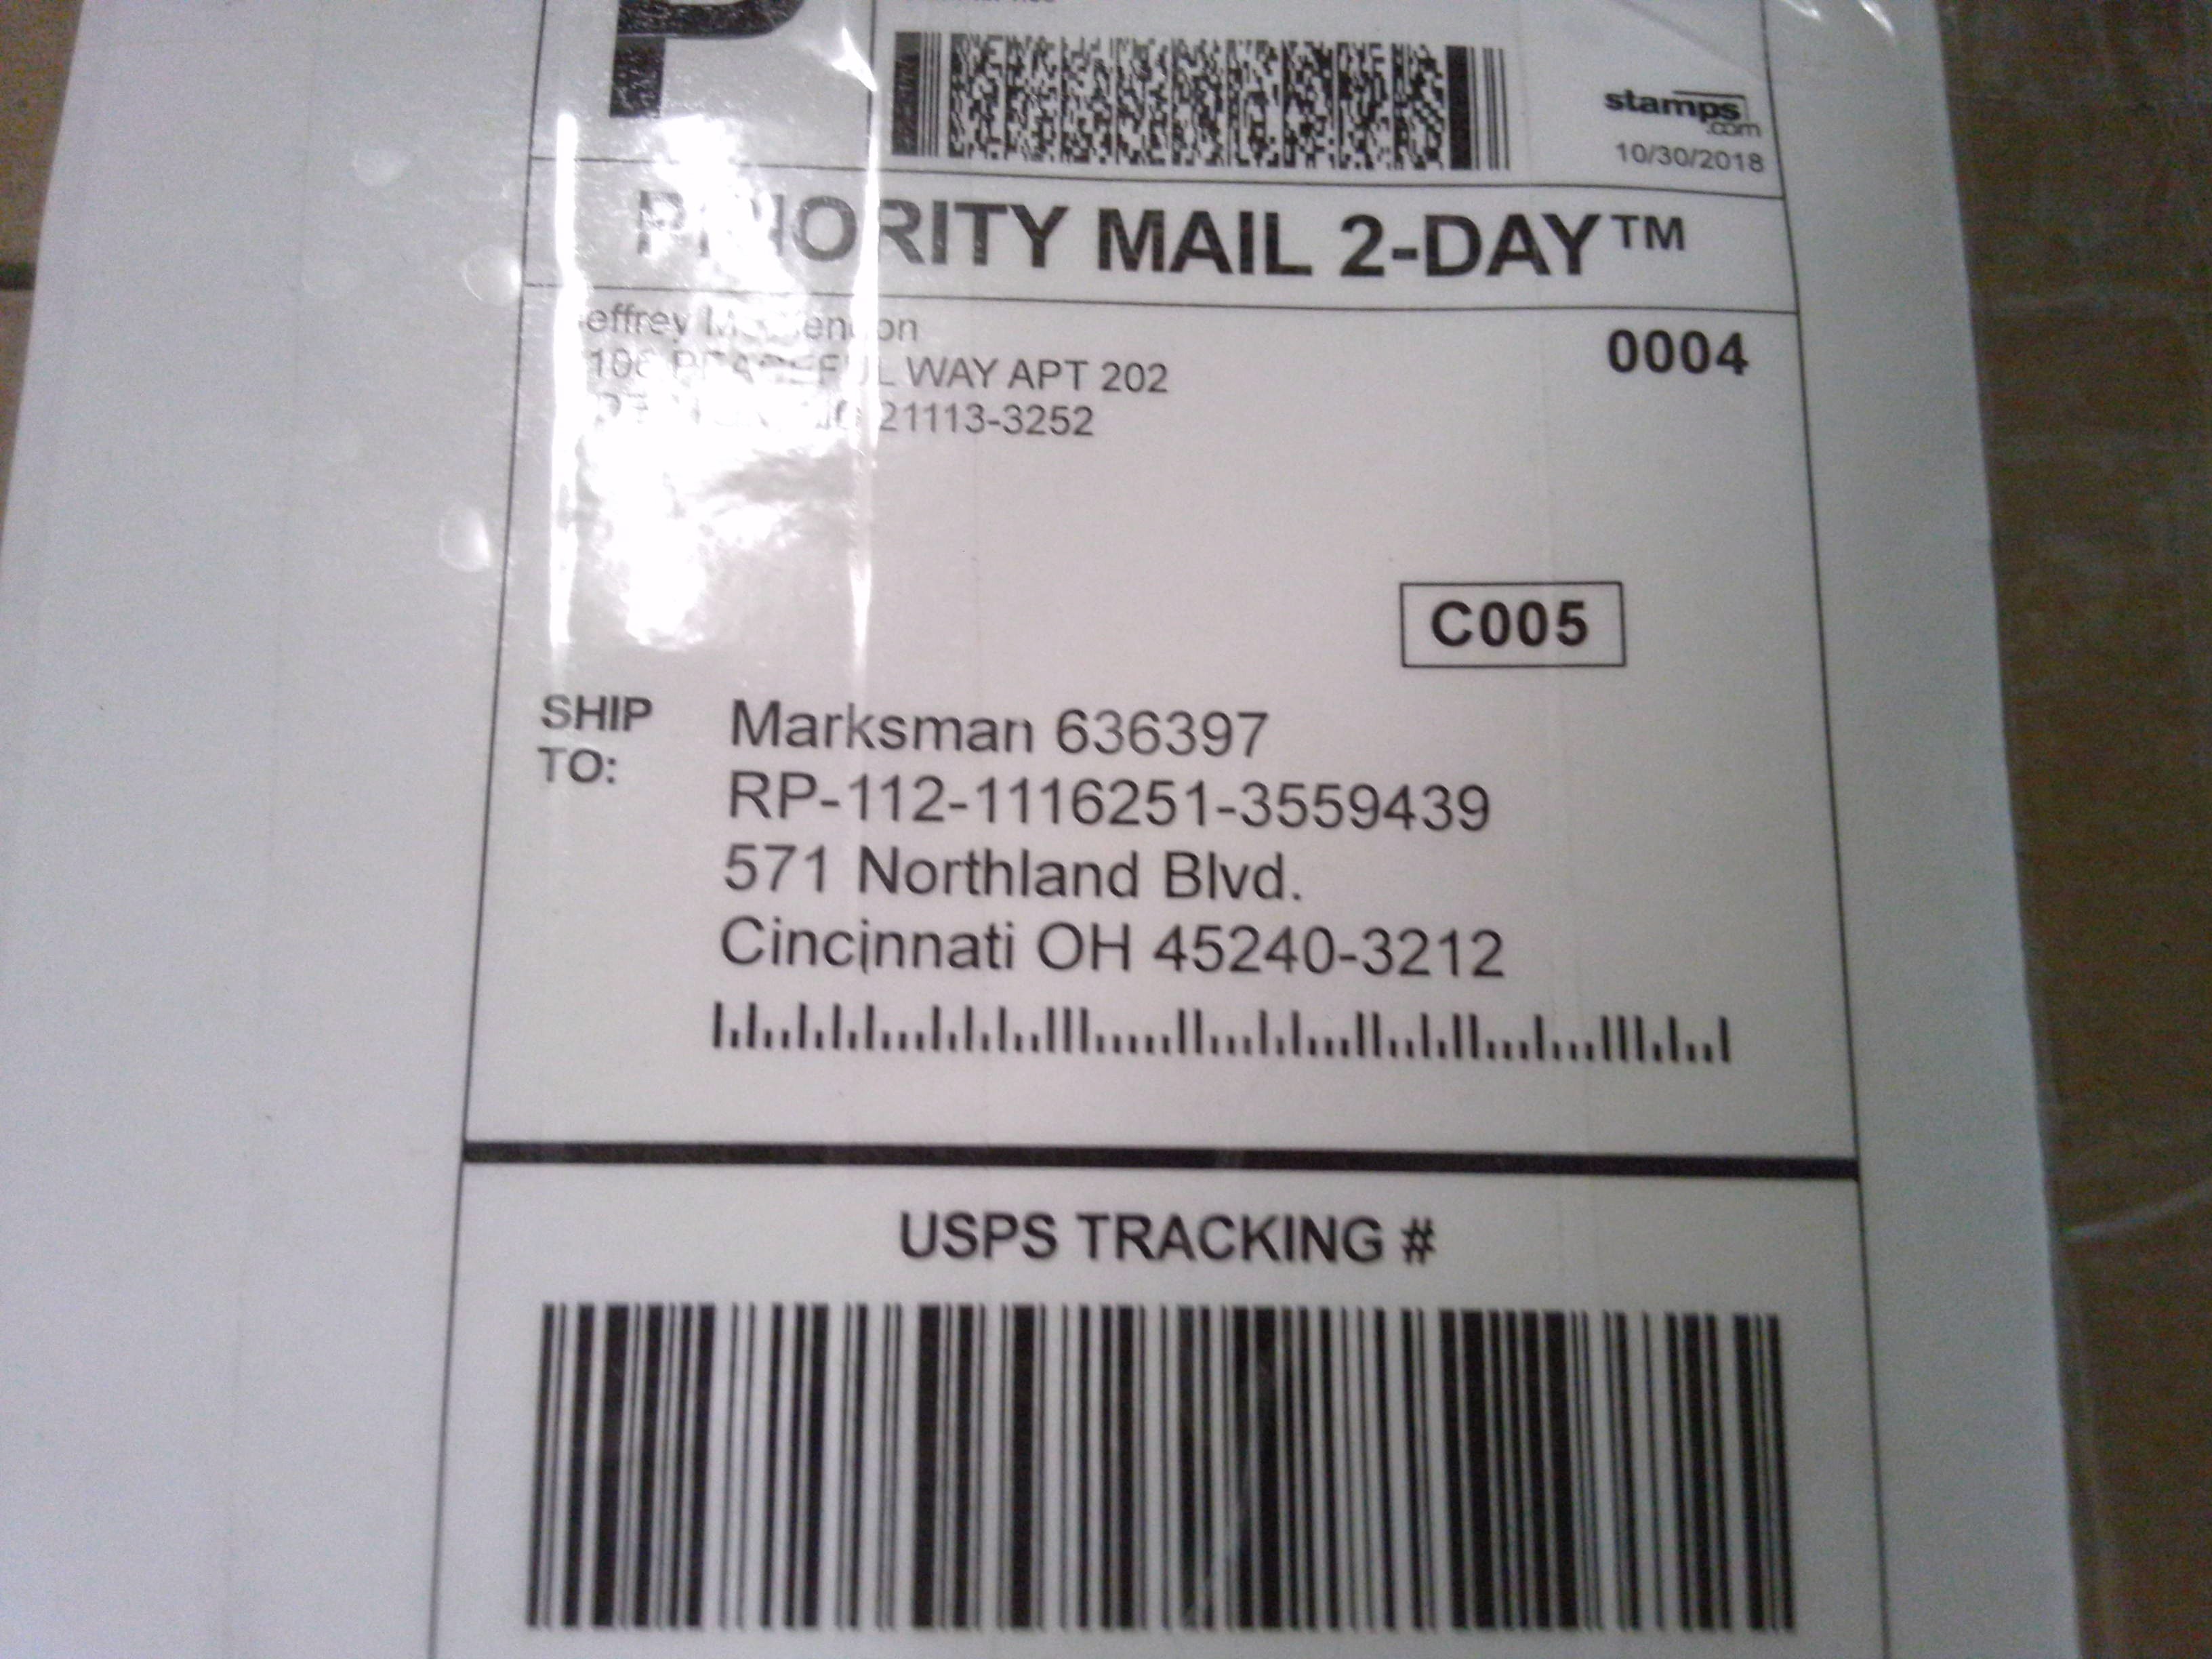 P
stamps
.com
10/30/2018
PRIORITY MAIL 2-DAY™
0004
WAY APT 202
21113-3252
C005
SHIP
TO:
Marksman 636397
RP-112-1116251-3559439
571 Northland Blvd.
Cincinnati OH 45240-3212
USPS TRACKING #